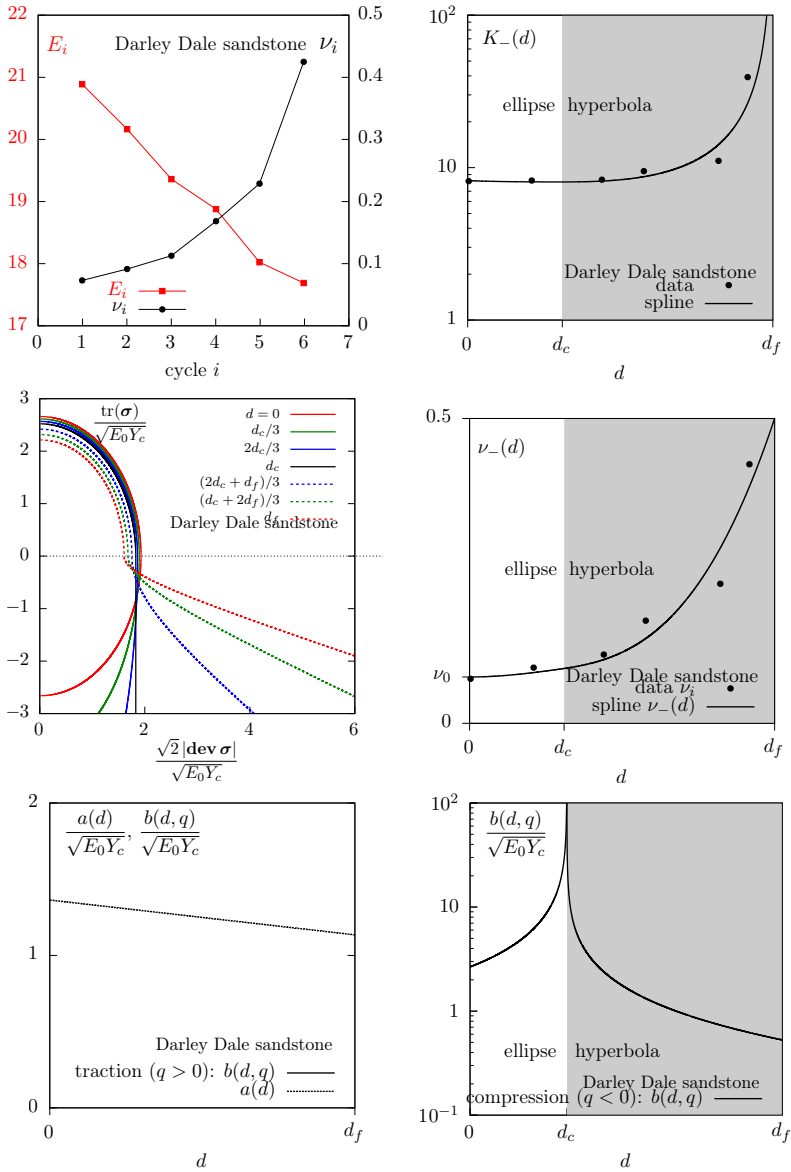 22
21
20
19
18
17
E_i
Darley Dale sandstone
ν_i
0.5
0.4
0.3
0.2
0.1
0
E_i
ν_i
0 1 2 3 4 5 6 7
cycle i
10^2
10
1
K_−(d)
ellipse hyperbola
Darley Dale sandstone
data
spline
0 d_c d_f
d
3
2
1
0
−1
−2
−3
tr(σ)
√E_0Y_c
d = 0
d_c/3
2d_c/3
d_c
(2d_c + d_f)/3
(d_c + 2d_f)/3
d_f
Darley Dale sandstone
0 2 4 6
√2 |dev σ|
√E_0Y_c
0.5
ν_0
0
ν_−(d)
ellipse hyperbola
Darley Dale sandstone
data ν_i
spline ν_−(d)
0 d_c d_f
d
2
1
0
a(d) , b(d, q)
√E_0Y_c √E_0Y_c
Darley Dale sandstone
traction (q > 0): b(d, q)
a(d)
0 d_f
d
10^2
10
1
10^−1
b(d, q)
√E_0Y_c
ellipse hyperbola
Darley Dale sandstone
compression (q < 0): b(d, q)
0 d_c d_f
d